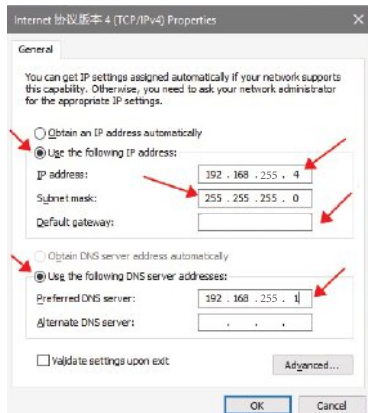 Internet 协议版本 4 (TCP/IPv4) Properties
General
You can get IP settings assigned automatically if your network supports
this capability. Otherwise, you need to ask your network administrator
for the appropriate IP settings.
Obtain an IP address automatically
Use the following IP address:
IP address: 192 . 168 . 255 . 4
Subnet mask: 255 . 255 . 255 . 0
Default gateway:
Obtain DNS server address automatically
Use the following DNS server addresses:
Preferred DNS server: 192 . 168 . 255 . 1
Alternate DNS server: . . .
Validate settings upon exit
Advanced...
OK Cancel